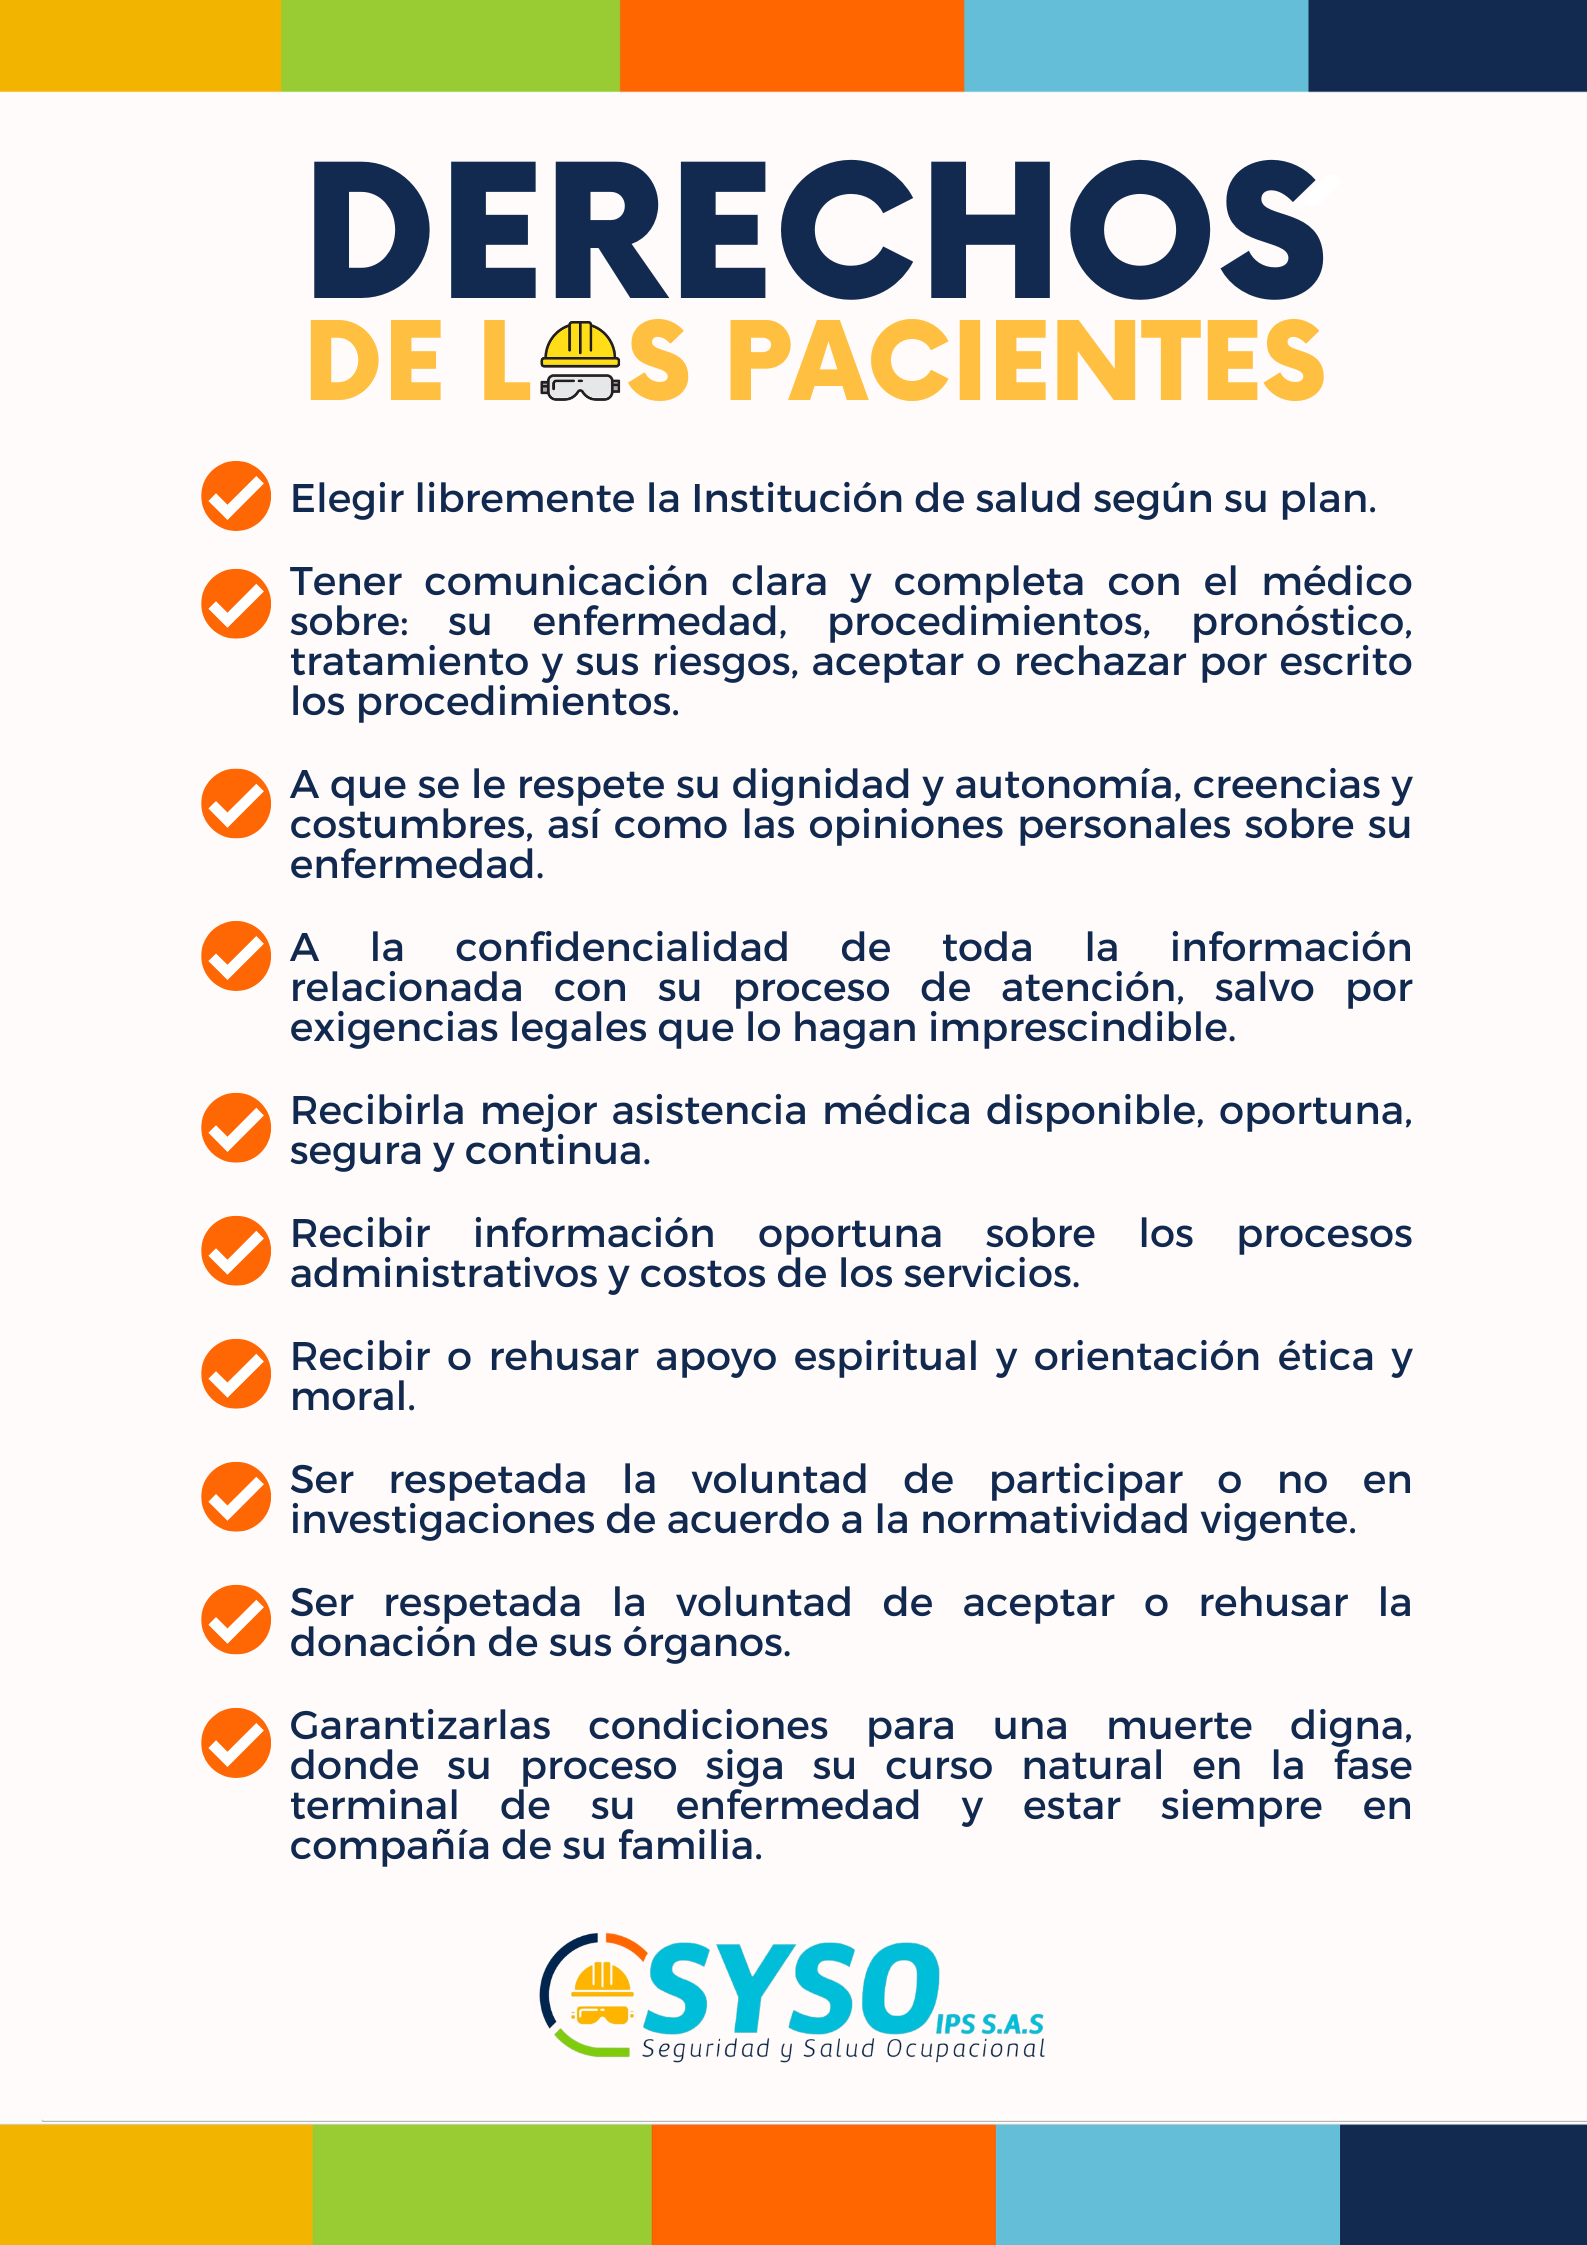 DERECHOS
DE LOS PACIENTES
Elegir libremente la Institución de salud según su plan.
Tener comunicación clara y completa con el médico
sobre: su enfermedad, procedimientos, pronóstico,
tratamiento y sus riesgos, aceptar o rechazar por escrito
los procedimientos.
A que se le respete su dignidad y autonomía, creencias y
costumbres, así como las opiniones personales sobre su
enfermedad.
A la confidencialidad de toda la información
relacionada con su proceso de atención, salvo por
exigencias legales que lo hagan imprescindible.
Recibirla mejor asistencia médica disponible, oportuna,
segura y continua.
Recibir información oportuna sobre los procesos
administrativos y costos de los servicios.
Recibir o rehusar apoyo espiritual y orientación ética y
moral.
Ser respetada la voluntad de participar o no en
investigaciones de acuerdo a la normatividad vigente.
Ser respetada la voluntad de aceptar o rehusar la
donación de sus órganos.
Garantizarlas condiciones para una muerte digna,
donde su proceso siga su curso natural en la fase
terminal de su enfermedad y estar siempre en
compañía de su familia.
SYSO IPS S.A.S
Seguridad y Salud Ocupacional